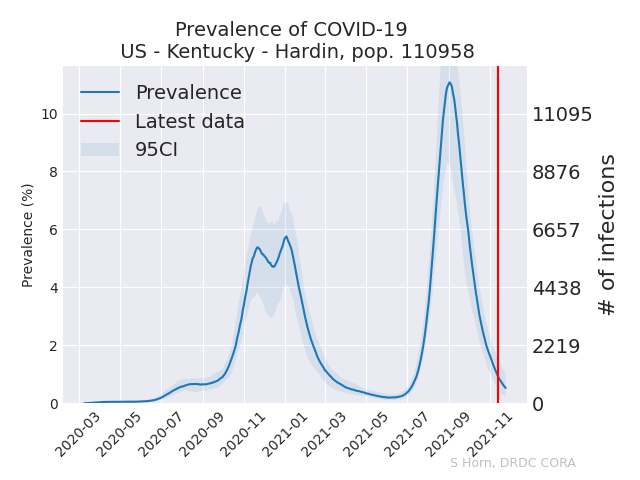 Prevalence of COVID-19
US - Kentucky - Hardin, pop. 110958
Prevalence
Latest data
95CI
Prevalence (%)
10
8
6
4
2
0
11095
8876
6657
4438
2219
0
# of infections
2020-03
2020-05
2020-07
2020-09
2020-11
2021-01
2021-03
2021-05
2021-07
2021-09
2021-11
S Horn, DRDC CORA